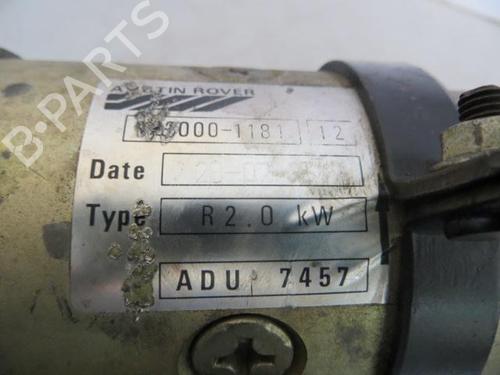 B-PARTS
AUSTIN ROVER
000-1181 12
Date
Type R2.0 kW
ADU 7457